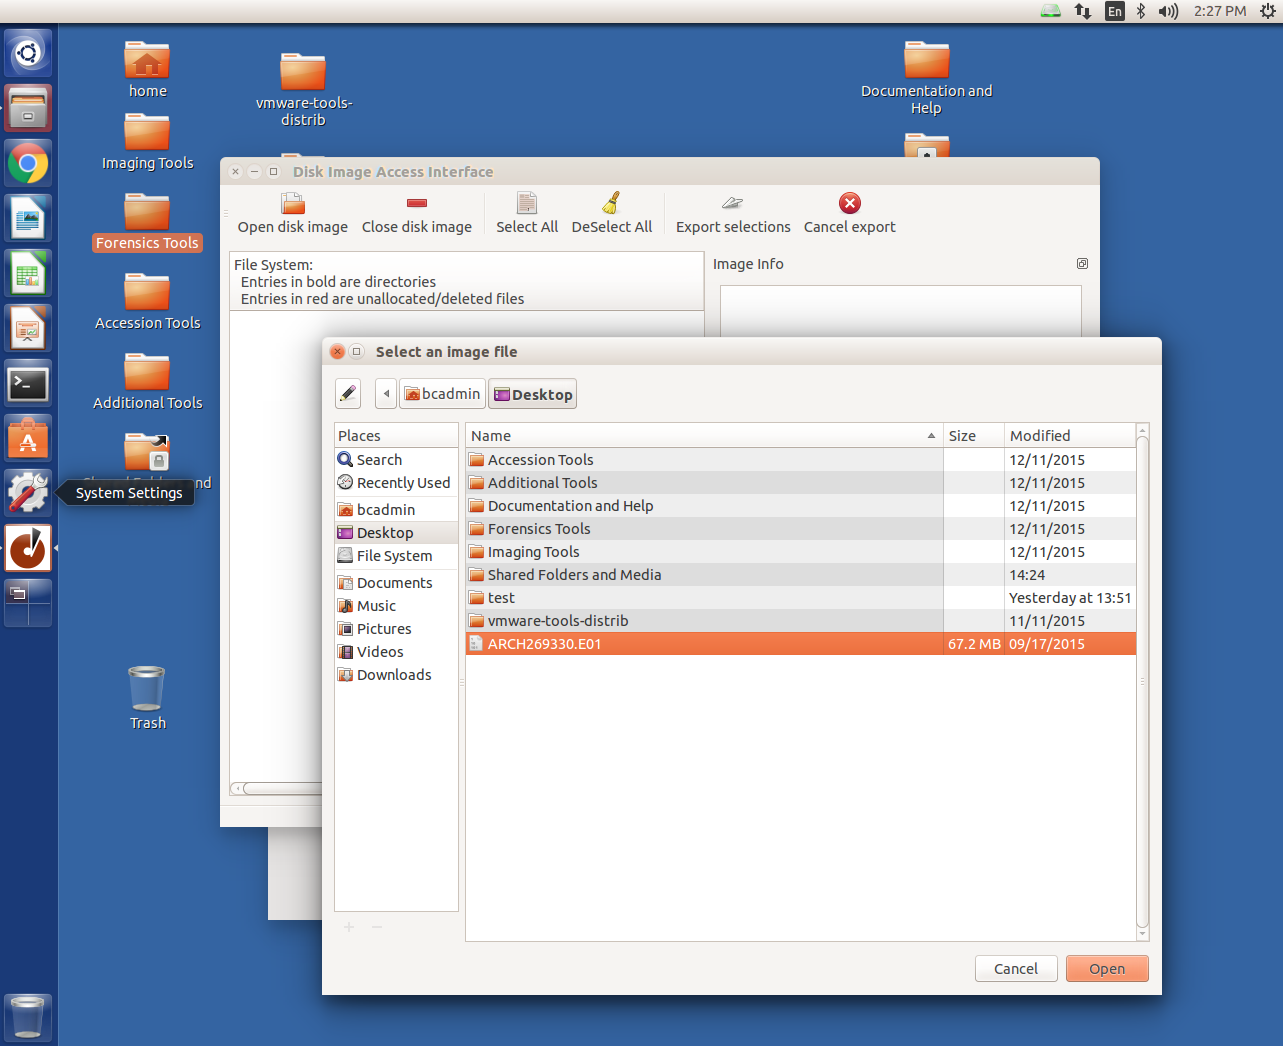 En
2:27 PM
home
vmware-tools-
distrib
Documentation and
Help
Imaging Tools
Forensics Tools
Accession Tools
Additional Tools
nd
System Settings
Trash
Disk Image Access Interface
Open disk image
Close disk image
Select All
DeSelect All
Export selections
Cancel export
File System:
Entries in bold are directories
Entries in red are unallocated/deleted files
Image Info
Select an image file
bcadmin
Desktop
Places
Search
Recently Used
bcadmin
Desktop
File System
Documents
Music
Pictures
Videos
Downloads
Name Size Modified
Accession Tools 12/11/2015
Additional Tools 12/11/2015
Documentation and Help 12/11/2015
Forensics Tools 12/11/2015
Imaging Tools 12/11/2015
Shared Folders and Media 14:24
test Yesterday at 13:51
vmware-tools-distrib 11/11/2015
ARCH269330.E01 67.2 MB 09/17/2015
Cancel
Open